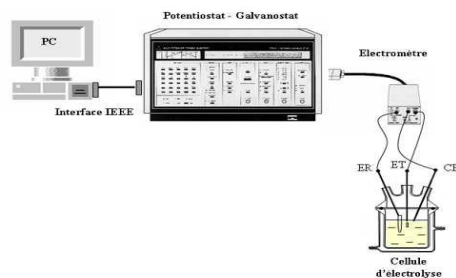 Potentiostat - Galvanostat
PC
Electromètre
Interface IEEE
ER
ET
CE
Cellule
d'électrolyse